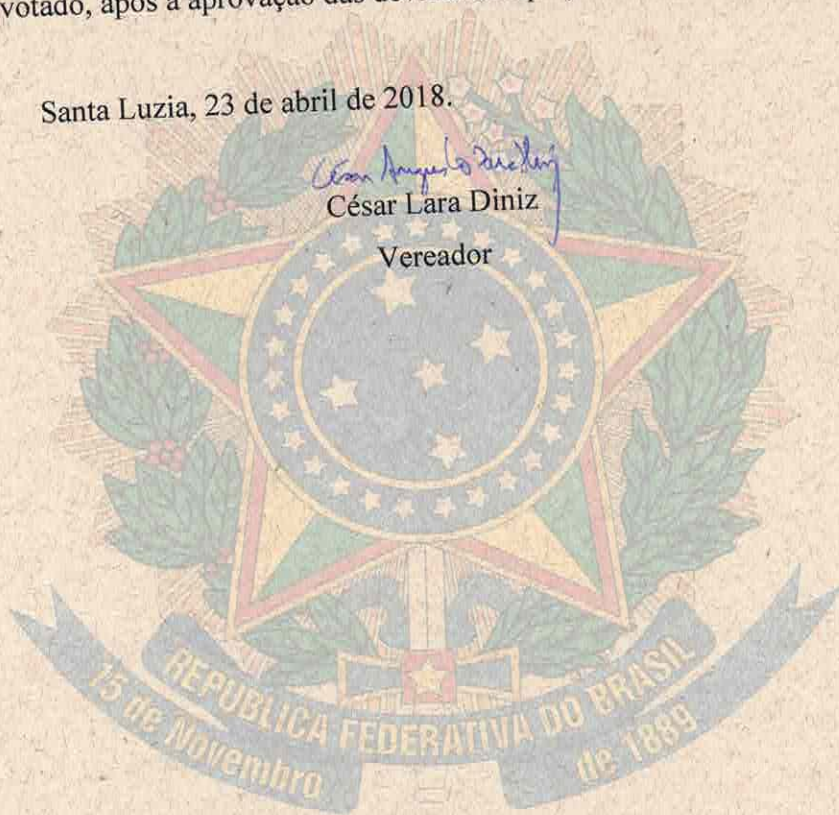 votado, após a aprovação das
Santa Luzia, 23 de abril de 2018.
César Lara Diniz
Vereador
REPUBLICA FEDERATIVA DO BRASIL
15 de Novembro
de 1889